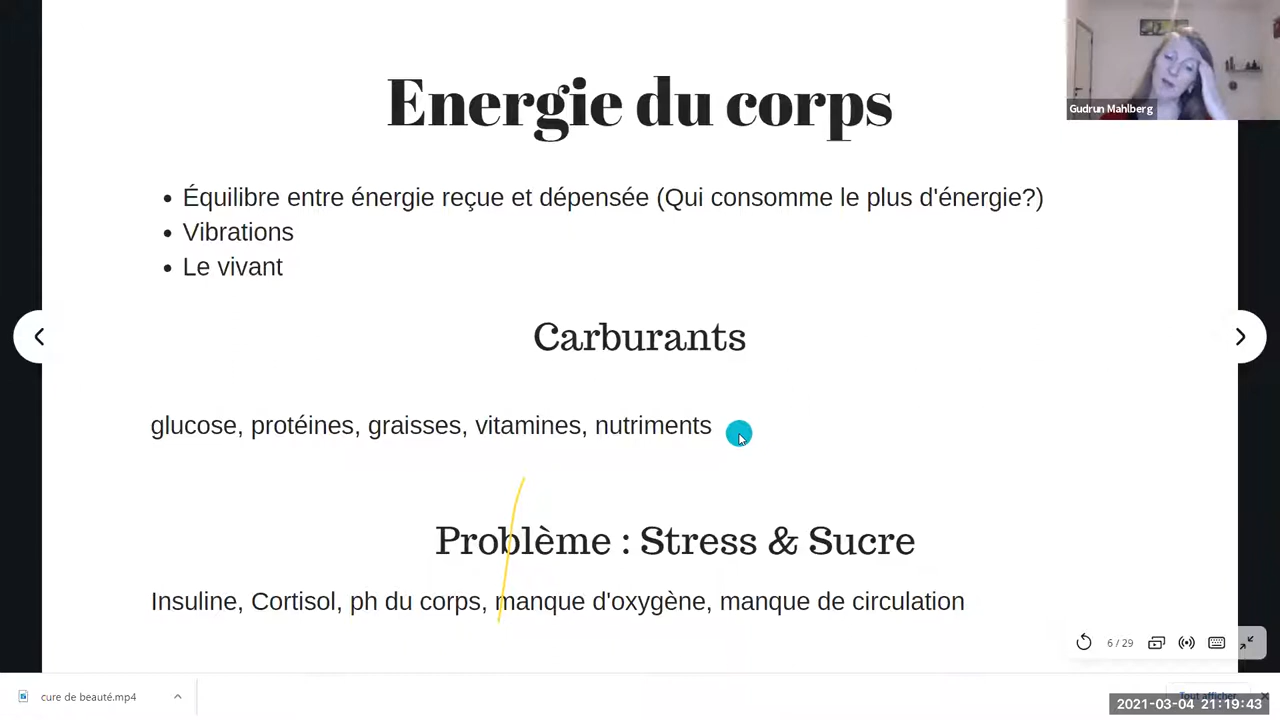 Energie du corps
Gudrun Mahlberg
Équilibre entre énergie reçue et dépensée (Qui consomme le plus d'énergie?)
Vibrations
Le vivant
Carburants
glucose, protéines, graisses, vitamines, nutriments
Problème : Stress & Sucre
Insuline, Cortisol, ph du corps, manque d'oxygène, manque de circulation
6 / 29
cure de beauté.mp4
Tout afficher
2021-03-04 21:19:43